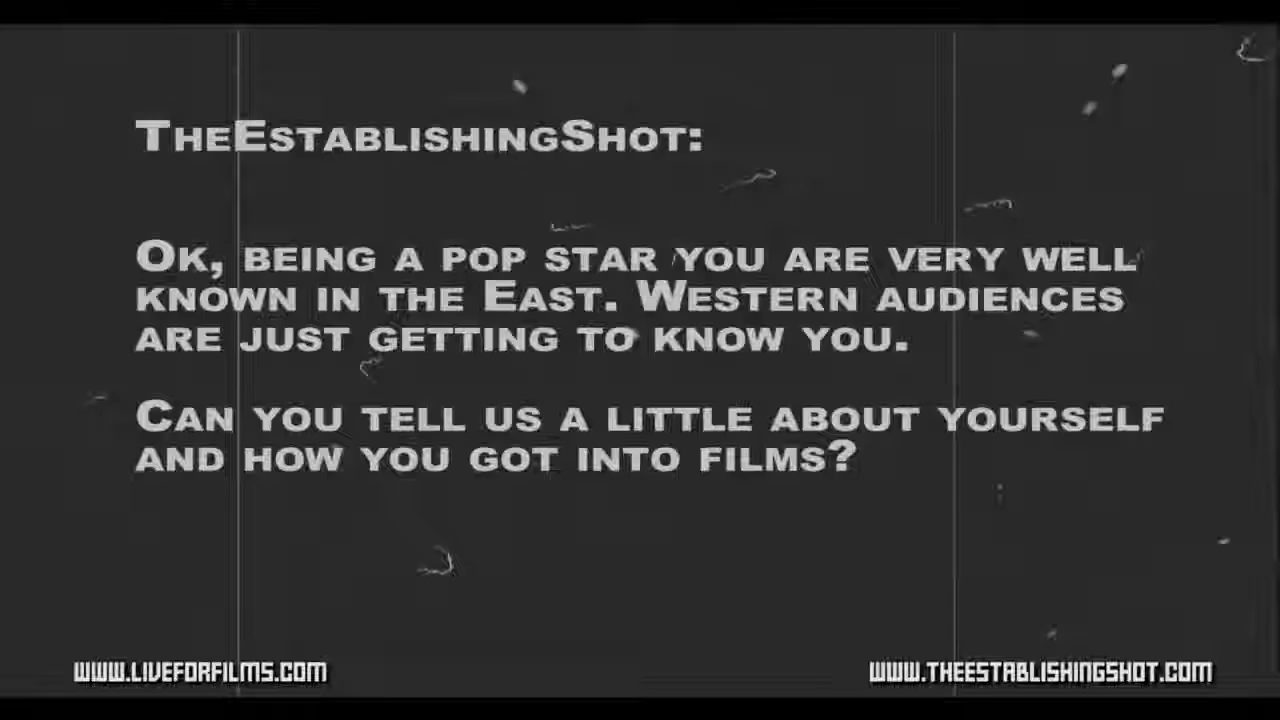 TheEstablishingShot:
Ok, being a pop star you are very well
known in the East. Western audiences
are just getting to know you.
Can you tell us a little about yourself
and how you got into films?
www.liveforfilms.com
www.theestablishingshot.com